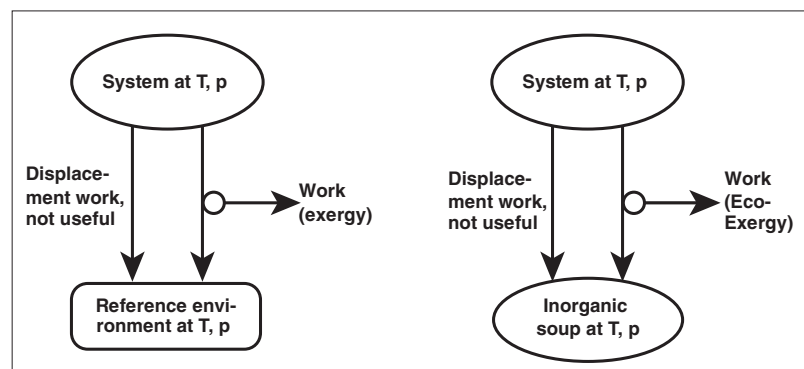 System at T, p
Displace-
ment work,
not useful
Work
(exergy)
Reference envi-
ronment at T, p
System at T, p
Displace-
ment work,
not useful
Work
(Eco-
Exergy)
Inorganic
soup at T, p